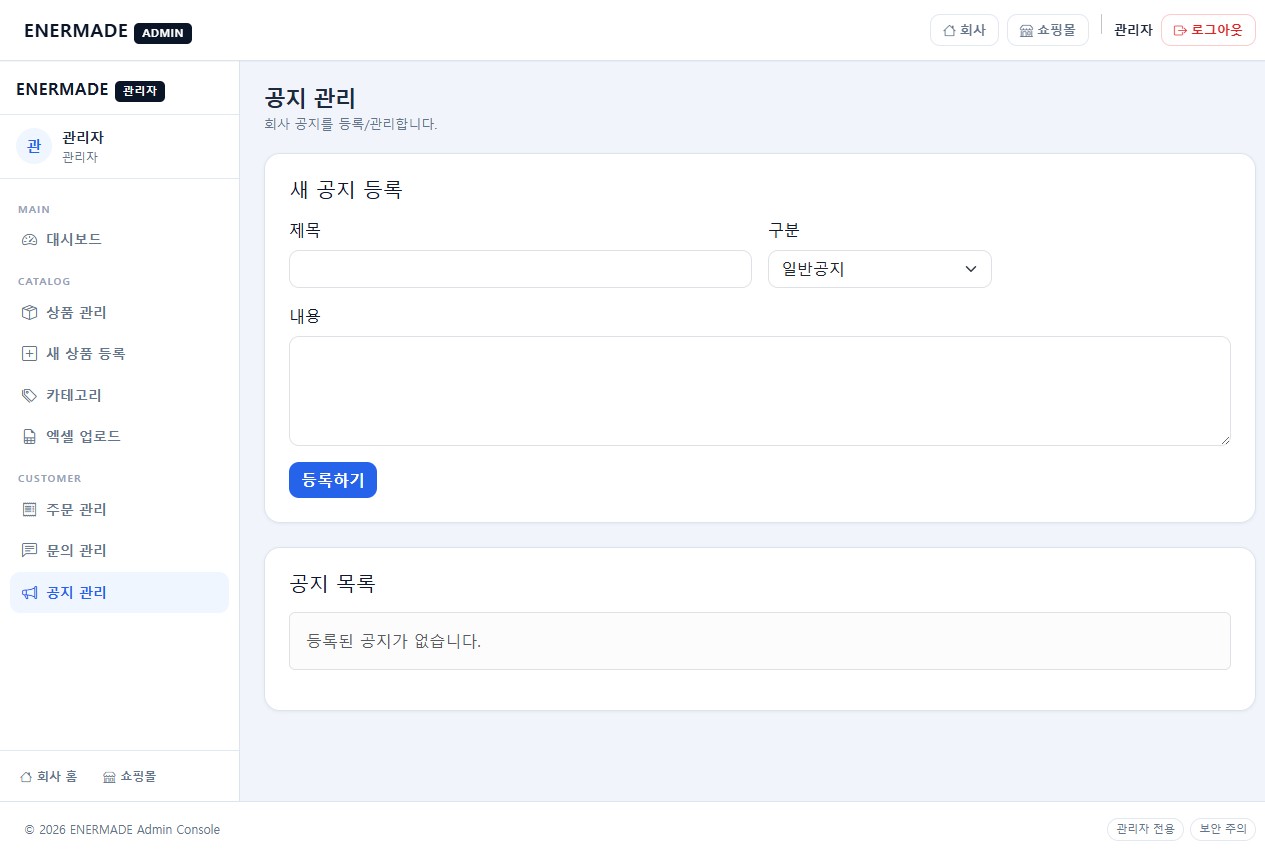 ENERMADE ADMIN
회사 쇼핑몰 관리자 로그아웃
ENERMADE 관리자
관 관리자
관리자
MAIN
대시보드
CATALOG
상품 관리
새 상품 등록
카테고리
엑셀 업로드
CUSTOMER
주문 관리
문의 관리
공지 관리
회사 홈 쇼핑몰
공지 관리
회사 공지를 등록/관리합니다.
새 공지 등록
제목 구분
일반공지
내용
등록하기
공지 목록
등록된 공지가 없습니다.
© 2026 ENERMADE Admin Console
관리자 전용 보안 주의